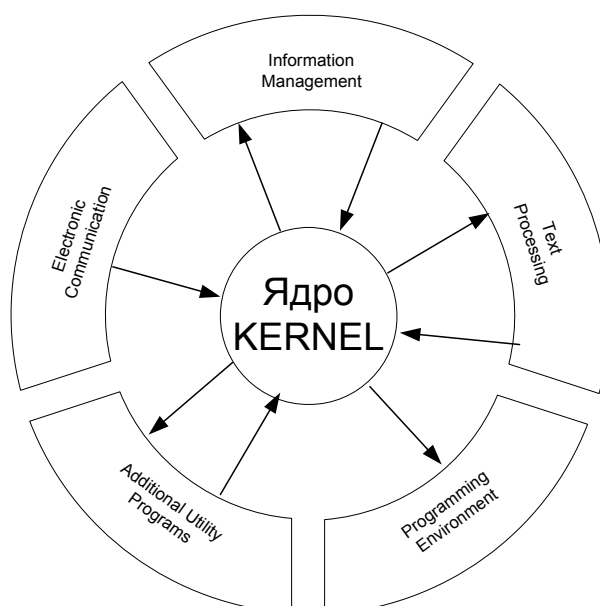 Information
Management
Text
Processing
Electronic
Communication
Ядро
KERNEL
Additional Utility
Programs
Programming
Environment